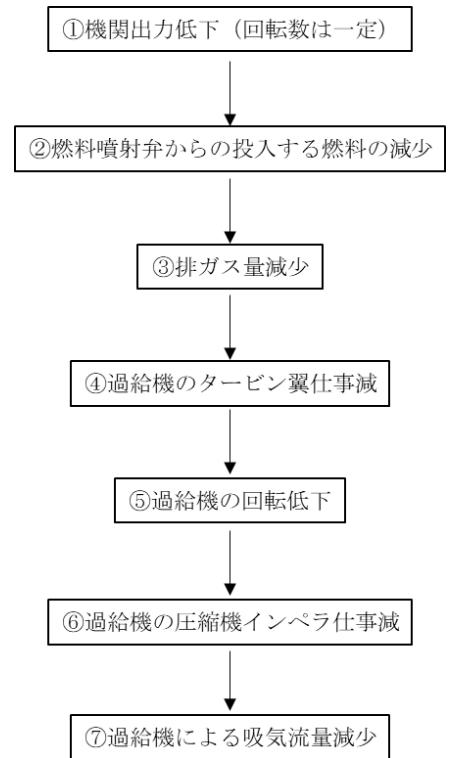 ①機関出力低下（回転数は一定）
②燃料噴射弁からの投入する燃料の減少
③排ガス量減少
④過給機のタービン翼仕事減
⑤過給機の回転低下
⑥過給機の圧縮機インペラ仕事減
⑦過給機による吸気流量減少